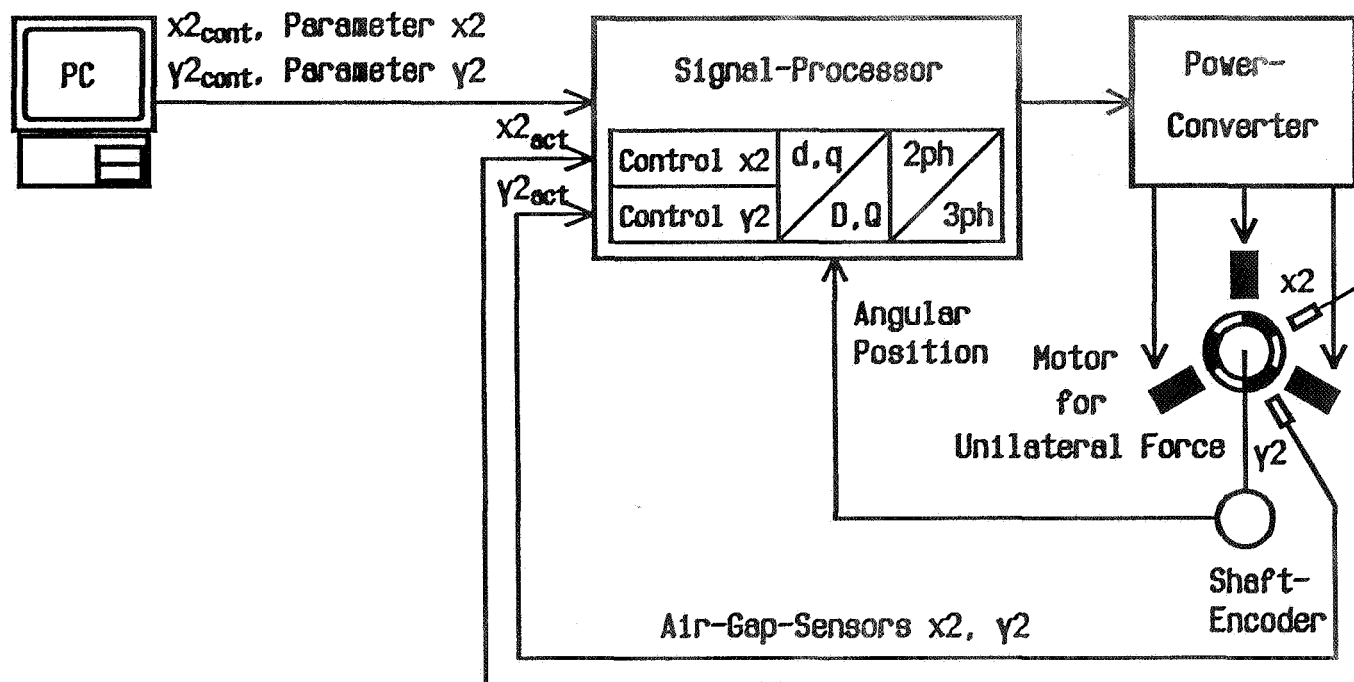 x2cont. Parameter x2
y2cont. Parameter y2
PC
x2act
y2act
Signal-Processor
Control x2
Control y2
d,q
D,Q
2ph
3ph
Power-
Converter
Angular
Position
x2
Motor
for
Unilateral Force
y2
Shaft-
Encoder
Air-Gap-Sensors x2, y2